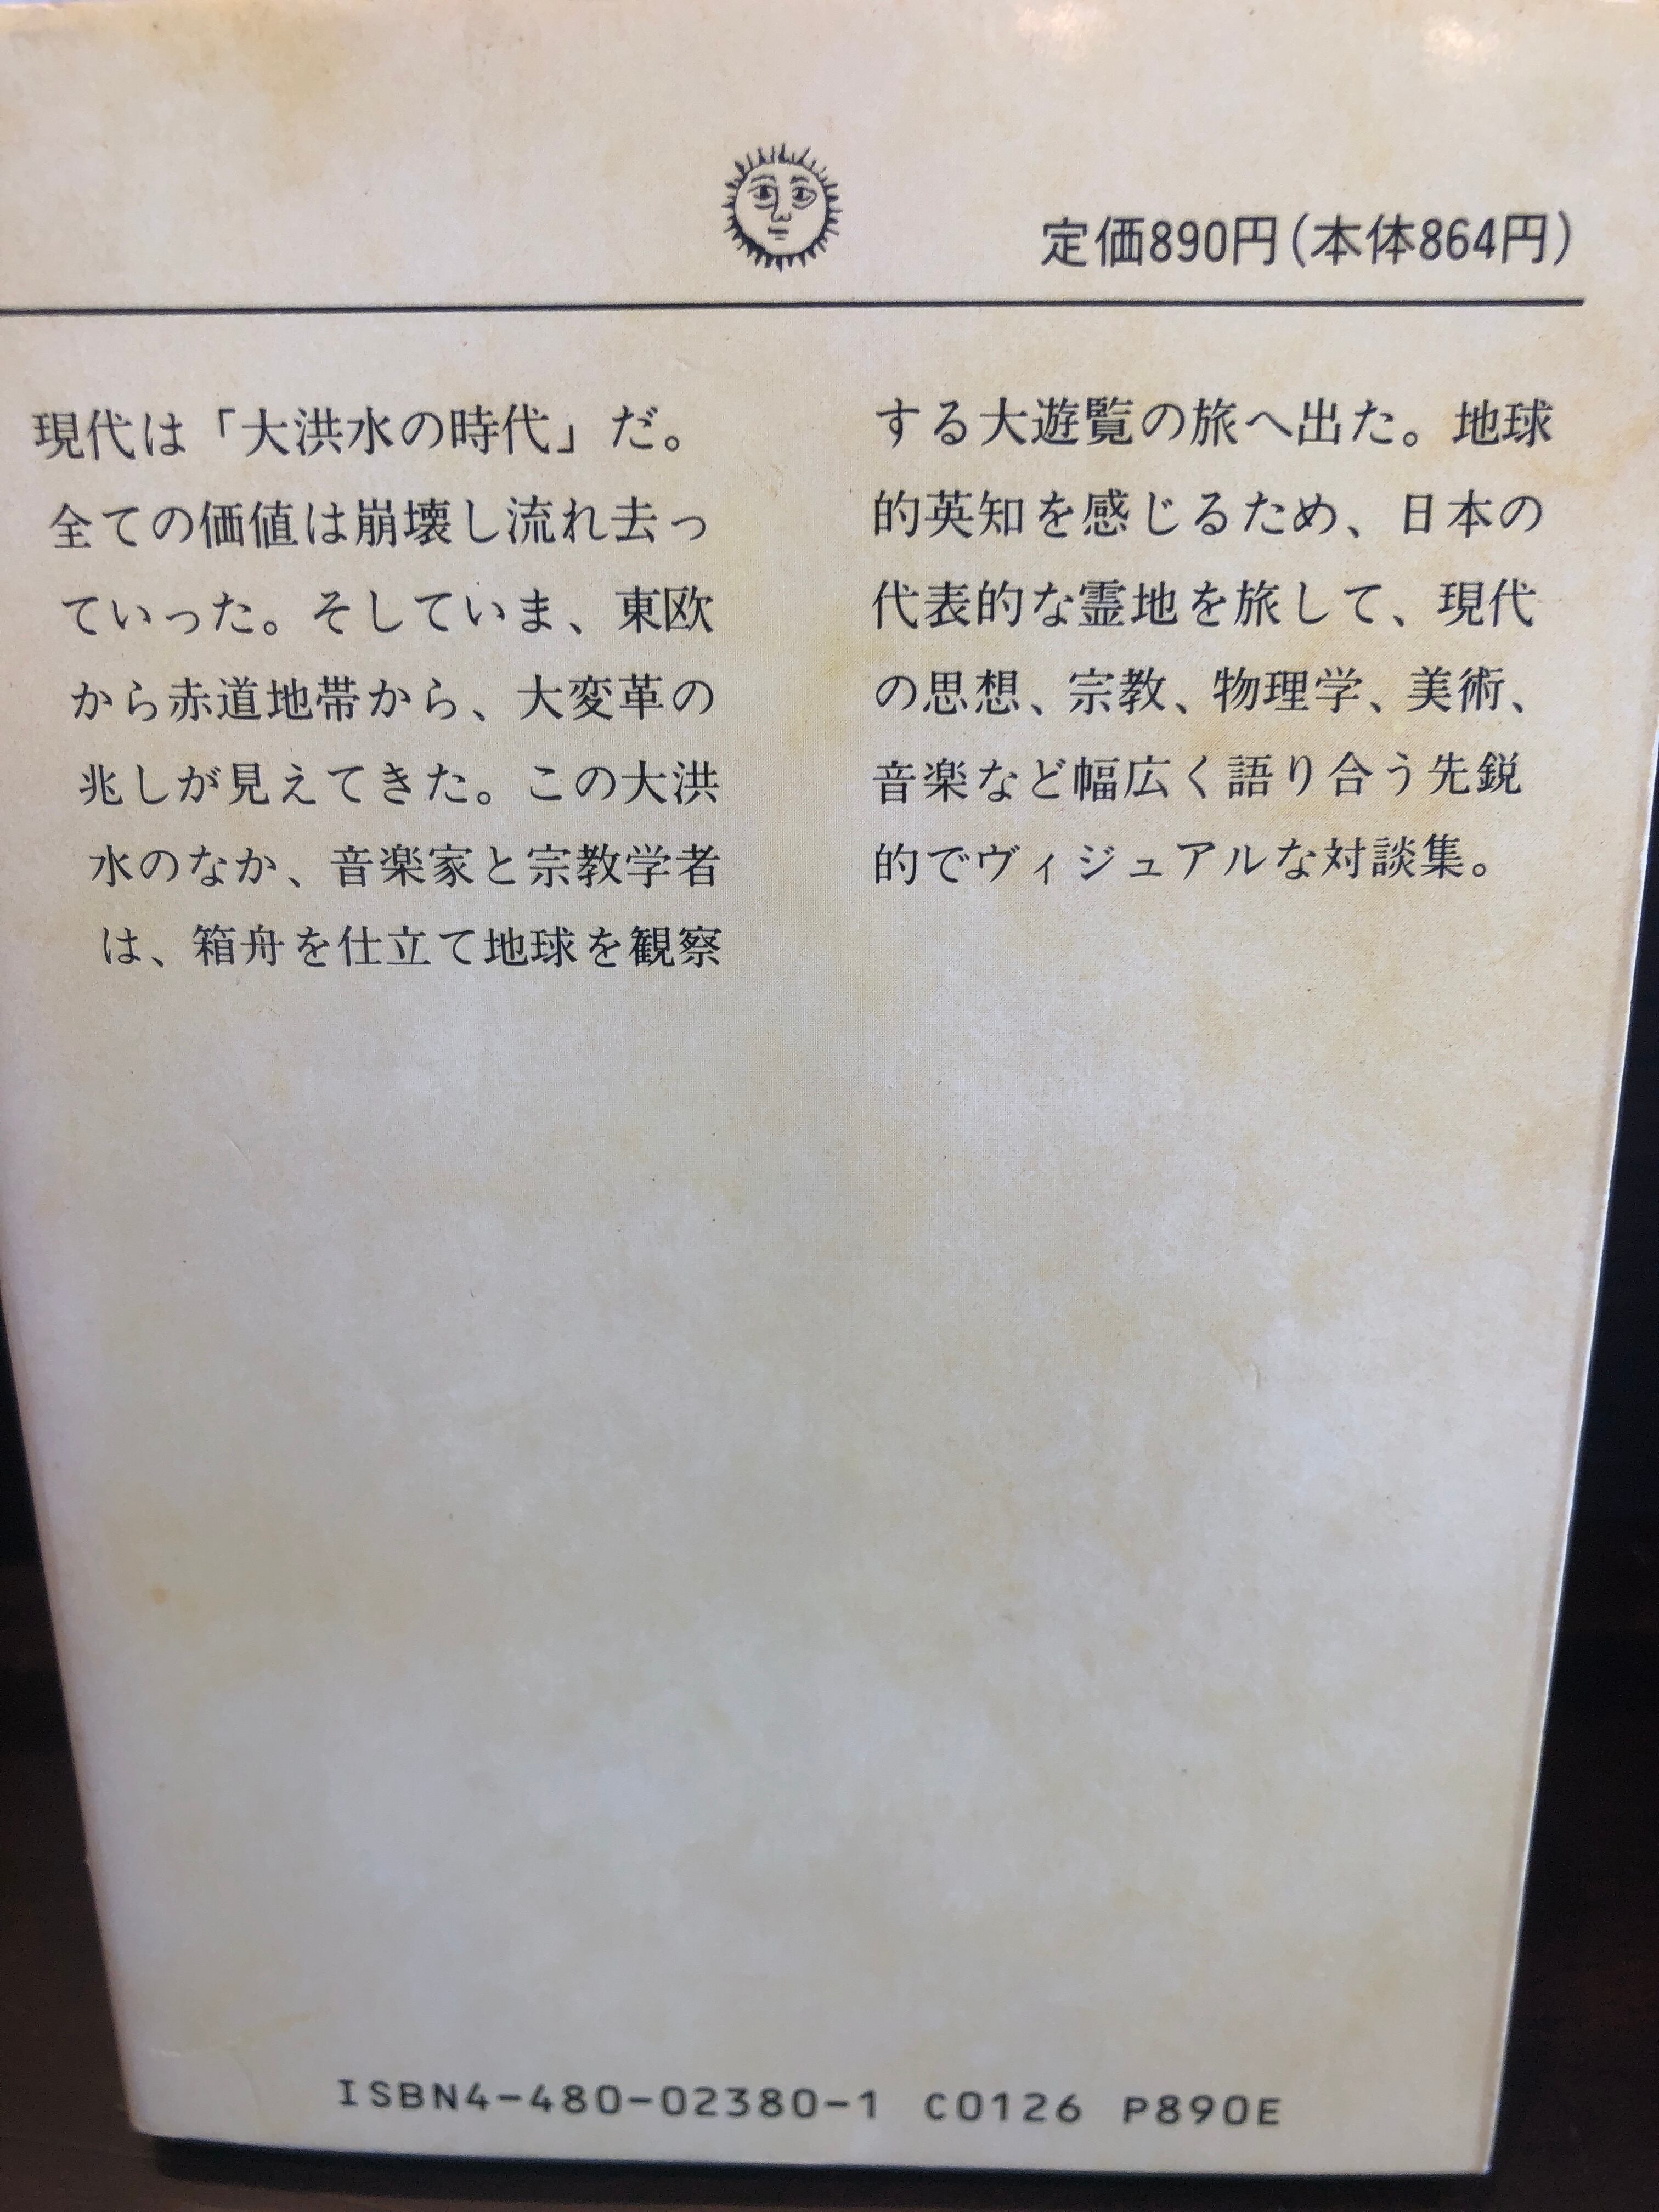 定価890円(本体864円)
現代は「大洪水の時代」だ。
全ての価値は崩壊し流れ去っ
ていった。そしていま、東欧
から赤道地帯から、大変革の
兆しが見えてきた。この大洪
水のなか、音楽家と宗教学者
は、箱舟を仕立て地球を観察
する大遊覧の旅へ出た。地球
的英知を感じるため、日本の
代表的な霊地を旅して、現代
の思想、宗教、物理学、美術、
音楽など幅広く語り合う先鋭
的でヴィジュアルな対談集。
ISBN4-480-02380-1 C0126 P890E